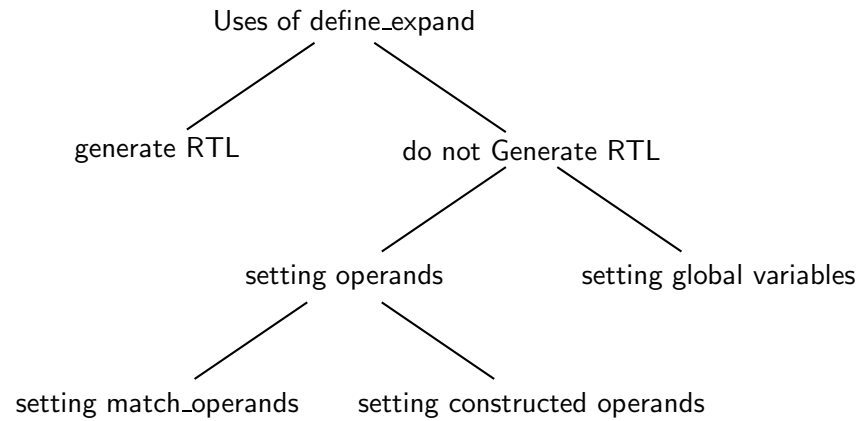 Uses of define_expand
generate RTL
do not Generate RTL
setting operands
setting global variables
setting match_operands
setting constructed operands